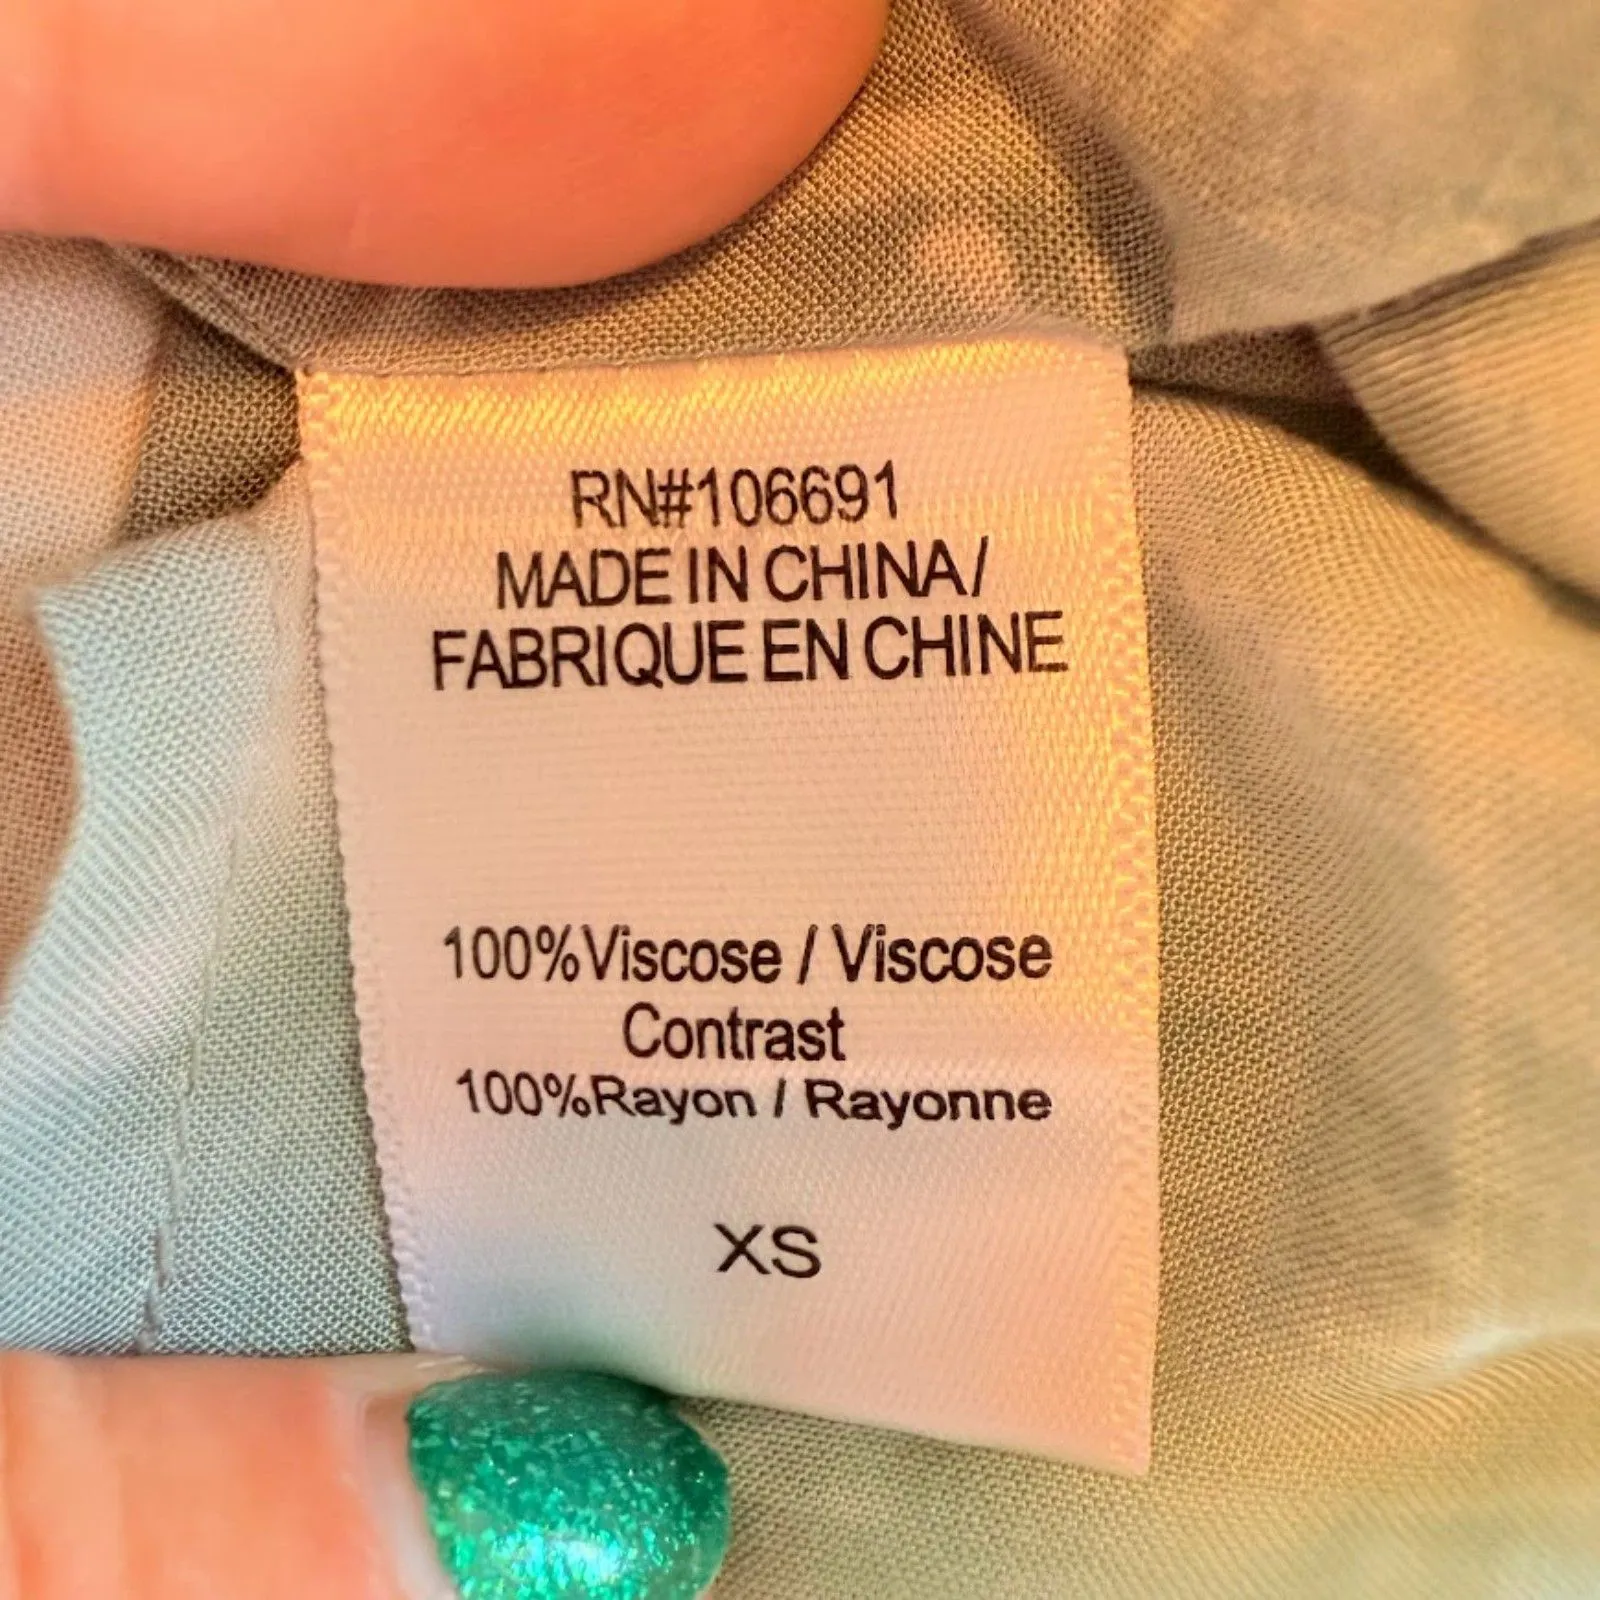 RN#106691
MADE IN CHINA/
FABRIQUE EN CHINE
100%Viscose / Viscose
Contrast
100%Rayon / Rayonne
XS